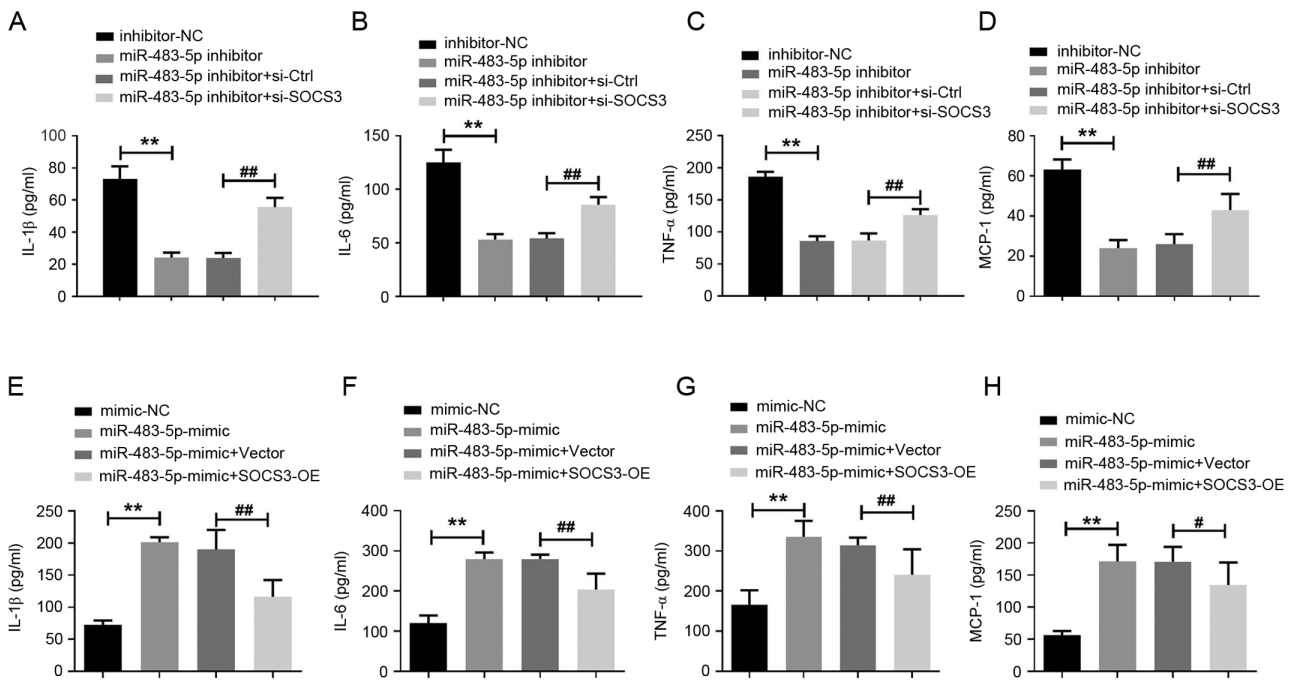 A
inhibitor-NC
miR-483-5p inhibitor
miR-483-5p inhibitor+si-Ctrl
miR-483-5p inhibitor+si-SOCS3
IL-1β (pg/ml)
100
80
60
40
20
0
**
##
B
inhibitor-NC
miR-483-5p inhibitor
miR-483-5p inhibitor+si-Ctrl
miR-483-5p inhibitor+si-SOCS3
IL-6 (pg/ml)
150
100
50
0
**
##
C
inhibitor-NC
miR-483-5p inhibitor
miR-483-5p inhibitor+si-Ctrl
miR-483-5p inhibitor+si-SOCS3
TNF-α (pg/ml)
250
200
150
100
50
0
**
##
D
inhibitor-NC
miR-483-5p inhibitor
miR-483-5p inhibitor+si-Ctrl
miR-483-5p inhibitor+si-SOCS3
MCP-1 (pg/ml)
80
60
40
20
0
**
##
E
mimic-NC
miR-483-5p-mimic
miR-483-5p-mimic+Vector
miR-483-5p-mimic+SOCS3-OE
IL-1β (pg/ml)
250
200
150
100
50
0
**
##
F
mimic-NC
miR-483-5p-mimic
miR-483-5p-mimic+Vector
miR-483-5p-mimic+SOCS3-OE
IL-6 (pg/ml)
400
300
200
100
0
**
##
G
mimic-NC
miR-483-5p-mimic
miR-483-5p-mimic+Vector
miR-483-5p-mimic+SOCS3-OE
TNF-α (pg/ml)
400
300
200
100
0
**
##
H
mimic-NC
miR-483-5p-mimic
miR-483-5p-mimic+Vector
miR-483-5p-mimic+SOCS3-OE
MCP-1 (pg/ml)
250
200
150
100
50
0
**
#